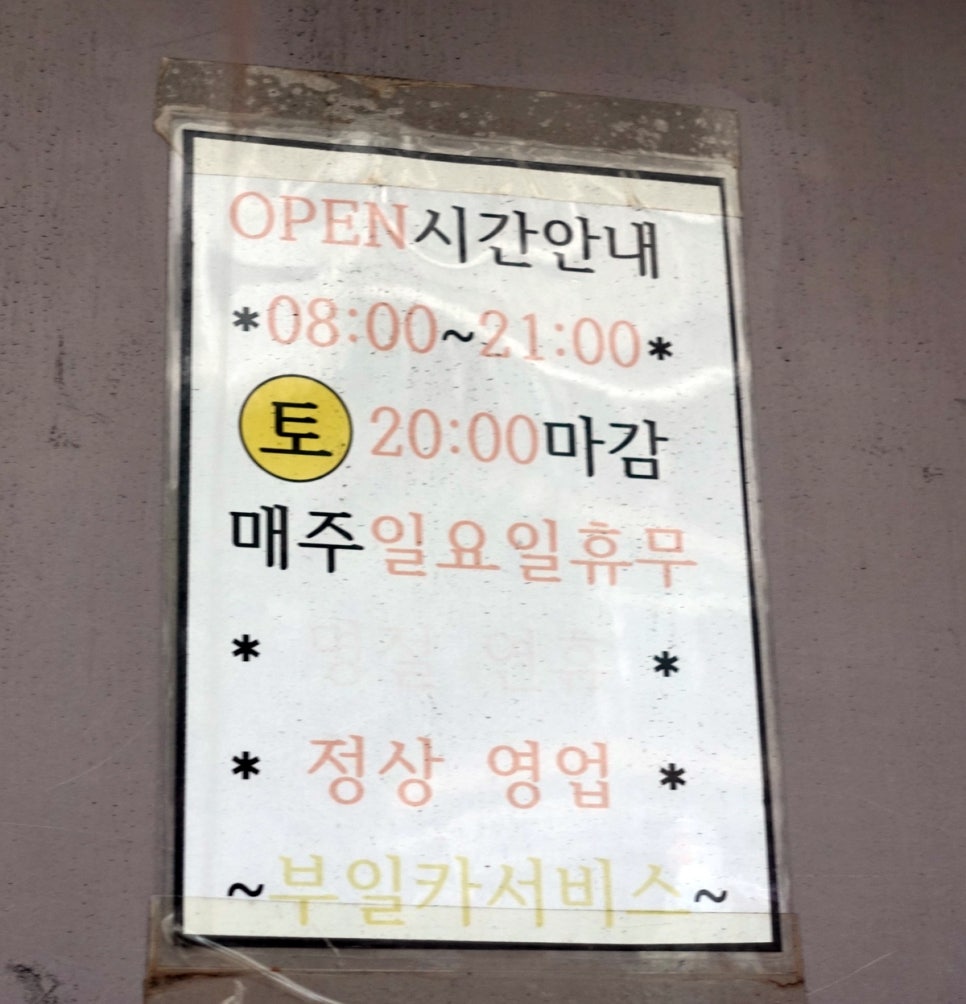 OPEN시간안내
*08:00~21:00*
토 20:00마감
매주일요일휴무
* *
* 정상 영업 *
~부일카서비스~